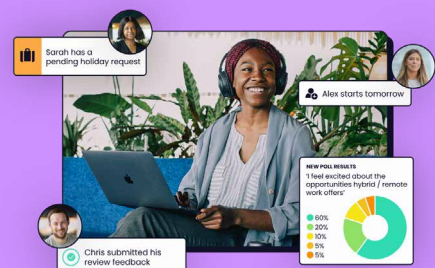 Sarah has a
pending holiday request
Alex starts tomorrow
NEW POLL RESULTS
'I feel excited about the
opportunities hybrid / remote
work offers'
60%
20%
10%
5%
5%
Chris submitted his
review feedback